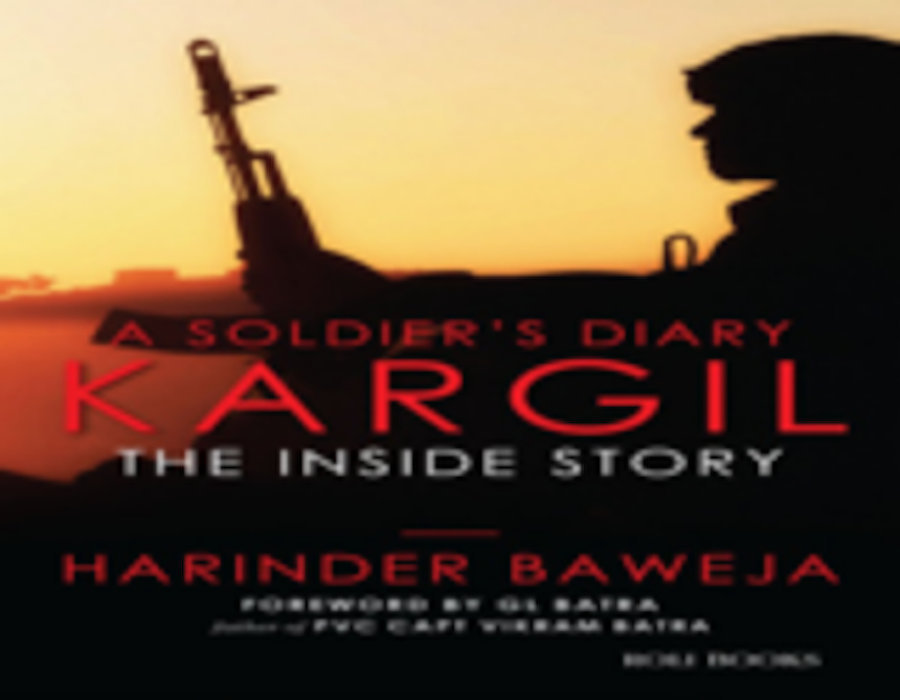 A SOLDIER'S DIARY
KARGIL
THE INSIDE STORY
HARINDER BAWEJA
FOREWORD BY GL BATRA
father of PVC CAPT VIKRAM BATRA
ROLI BOOKS